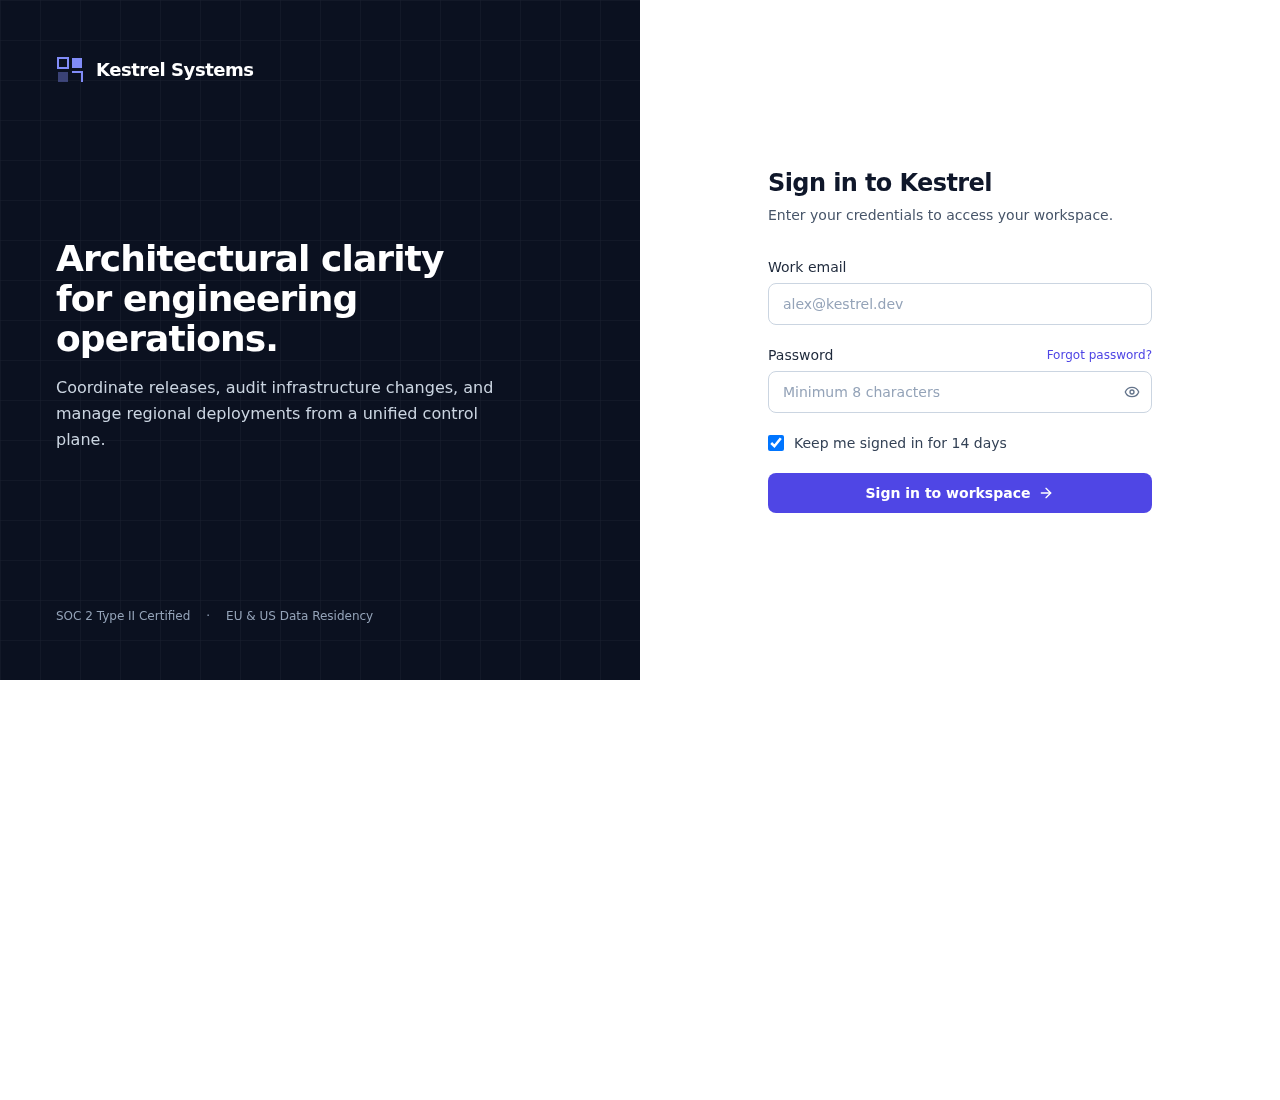 Kestrel Systems
Architectural clarity
for engineering
operations.
Coordinate releases, audit infrastructure changes, and
manage regional deployments from a unified control
plane.
SOC 2 Type II Certified · EU & US Data Residency
Sign in to Kestrel
Enter your credentials to access your workspace.
Work email
alex@kestrel.dev
Password Forgot password?
Minimum 8 characters
Keep me signed in for 14 days
Sign in to workspace →